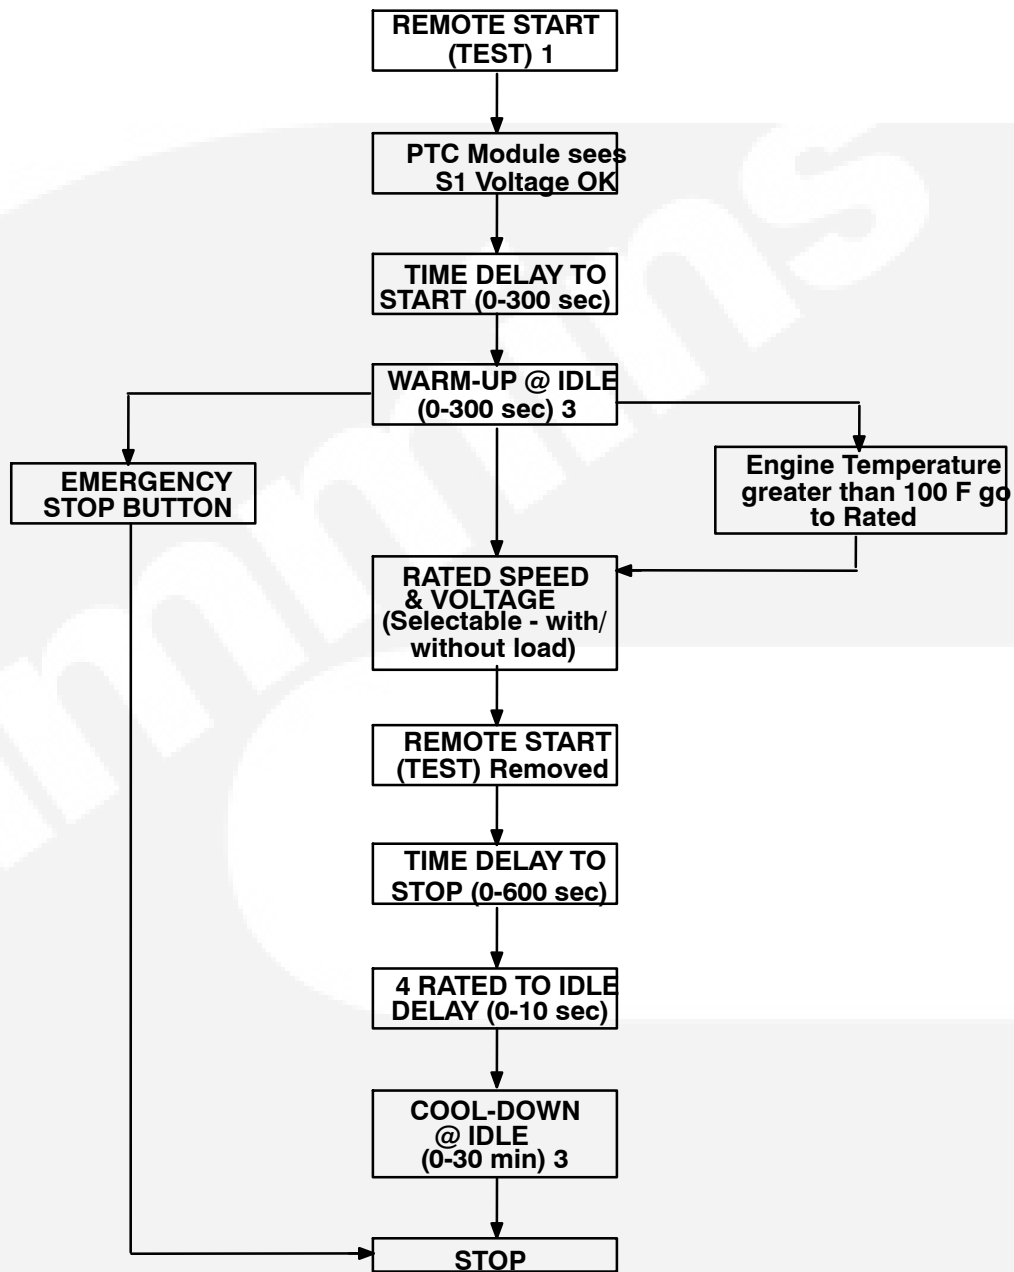 REMOTE START
(TEST) 1
PTC Module sees
S1 Voltage OK
TIME DELAY TO
START (0-300 sec)
WARM-UP @ IDLE
(0-300 sec) 3
EMERGENCY
STOP BUTTON
Engine Temperature
greater than 100 F go
to Rated
RATED SPEED
& VOLTAGE
(Selectable - with/
without load)
REMOTE START
(TEST) Removed
TIME DELAY TO
STOP (0-600 sec)
4 RATED TO IDLE
DELAY (0-10 sec)
COOL-DOWN
@ IDLE
(0-30 min) 3
STOP